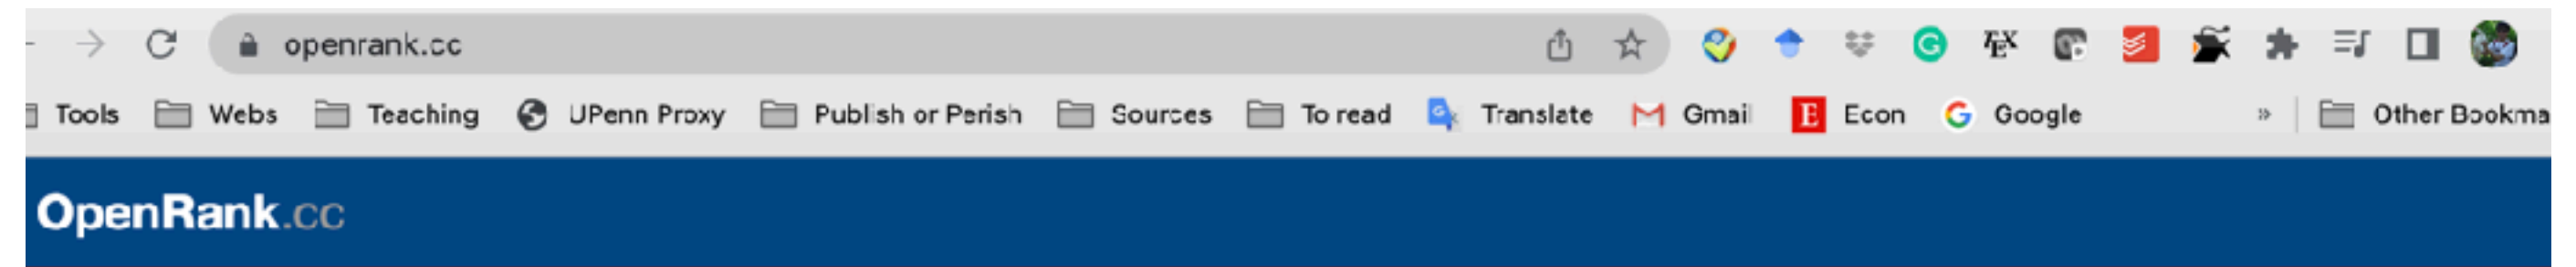 openrank.cc
Tools Webs Teaching UPenn Proxy Publish or Perish Sources To read Translate Gmail Econ Google » Other Bookma
OpenRank.cc